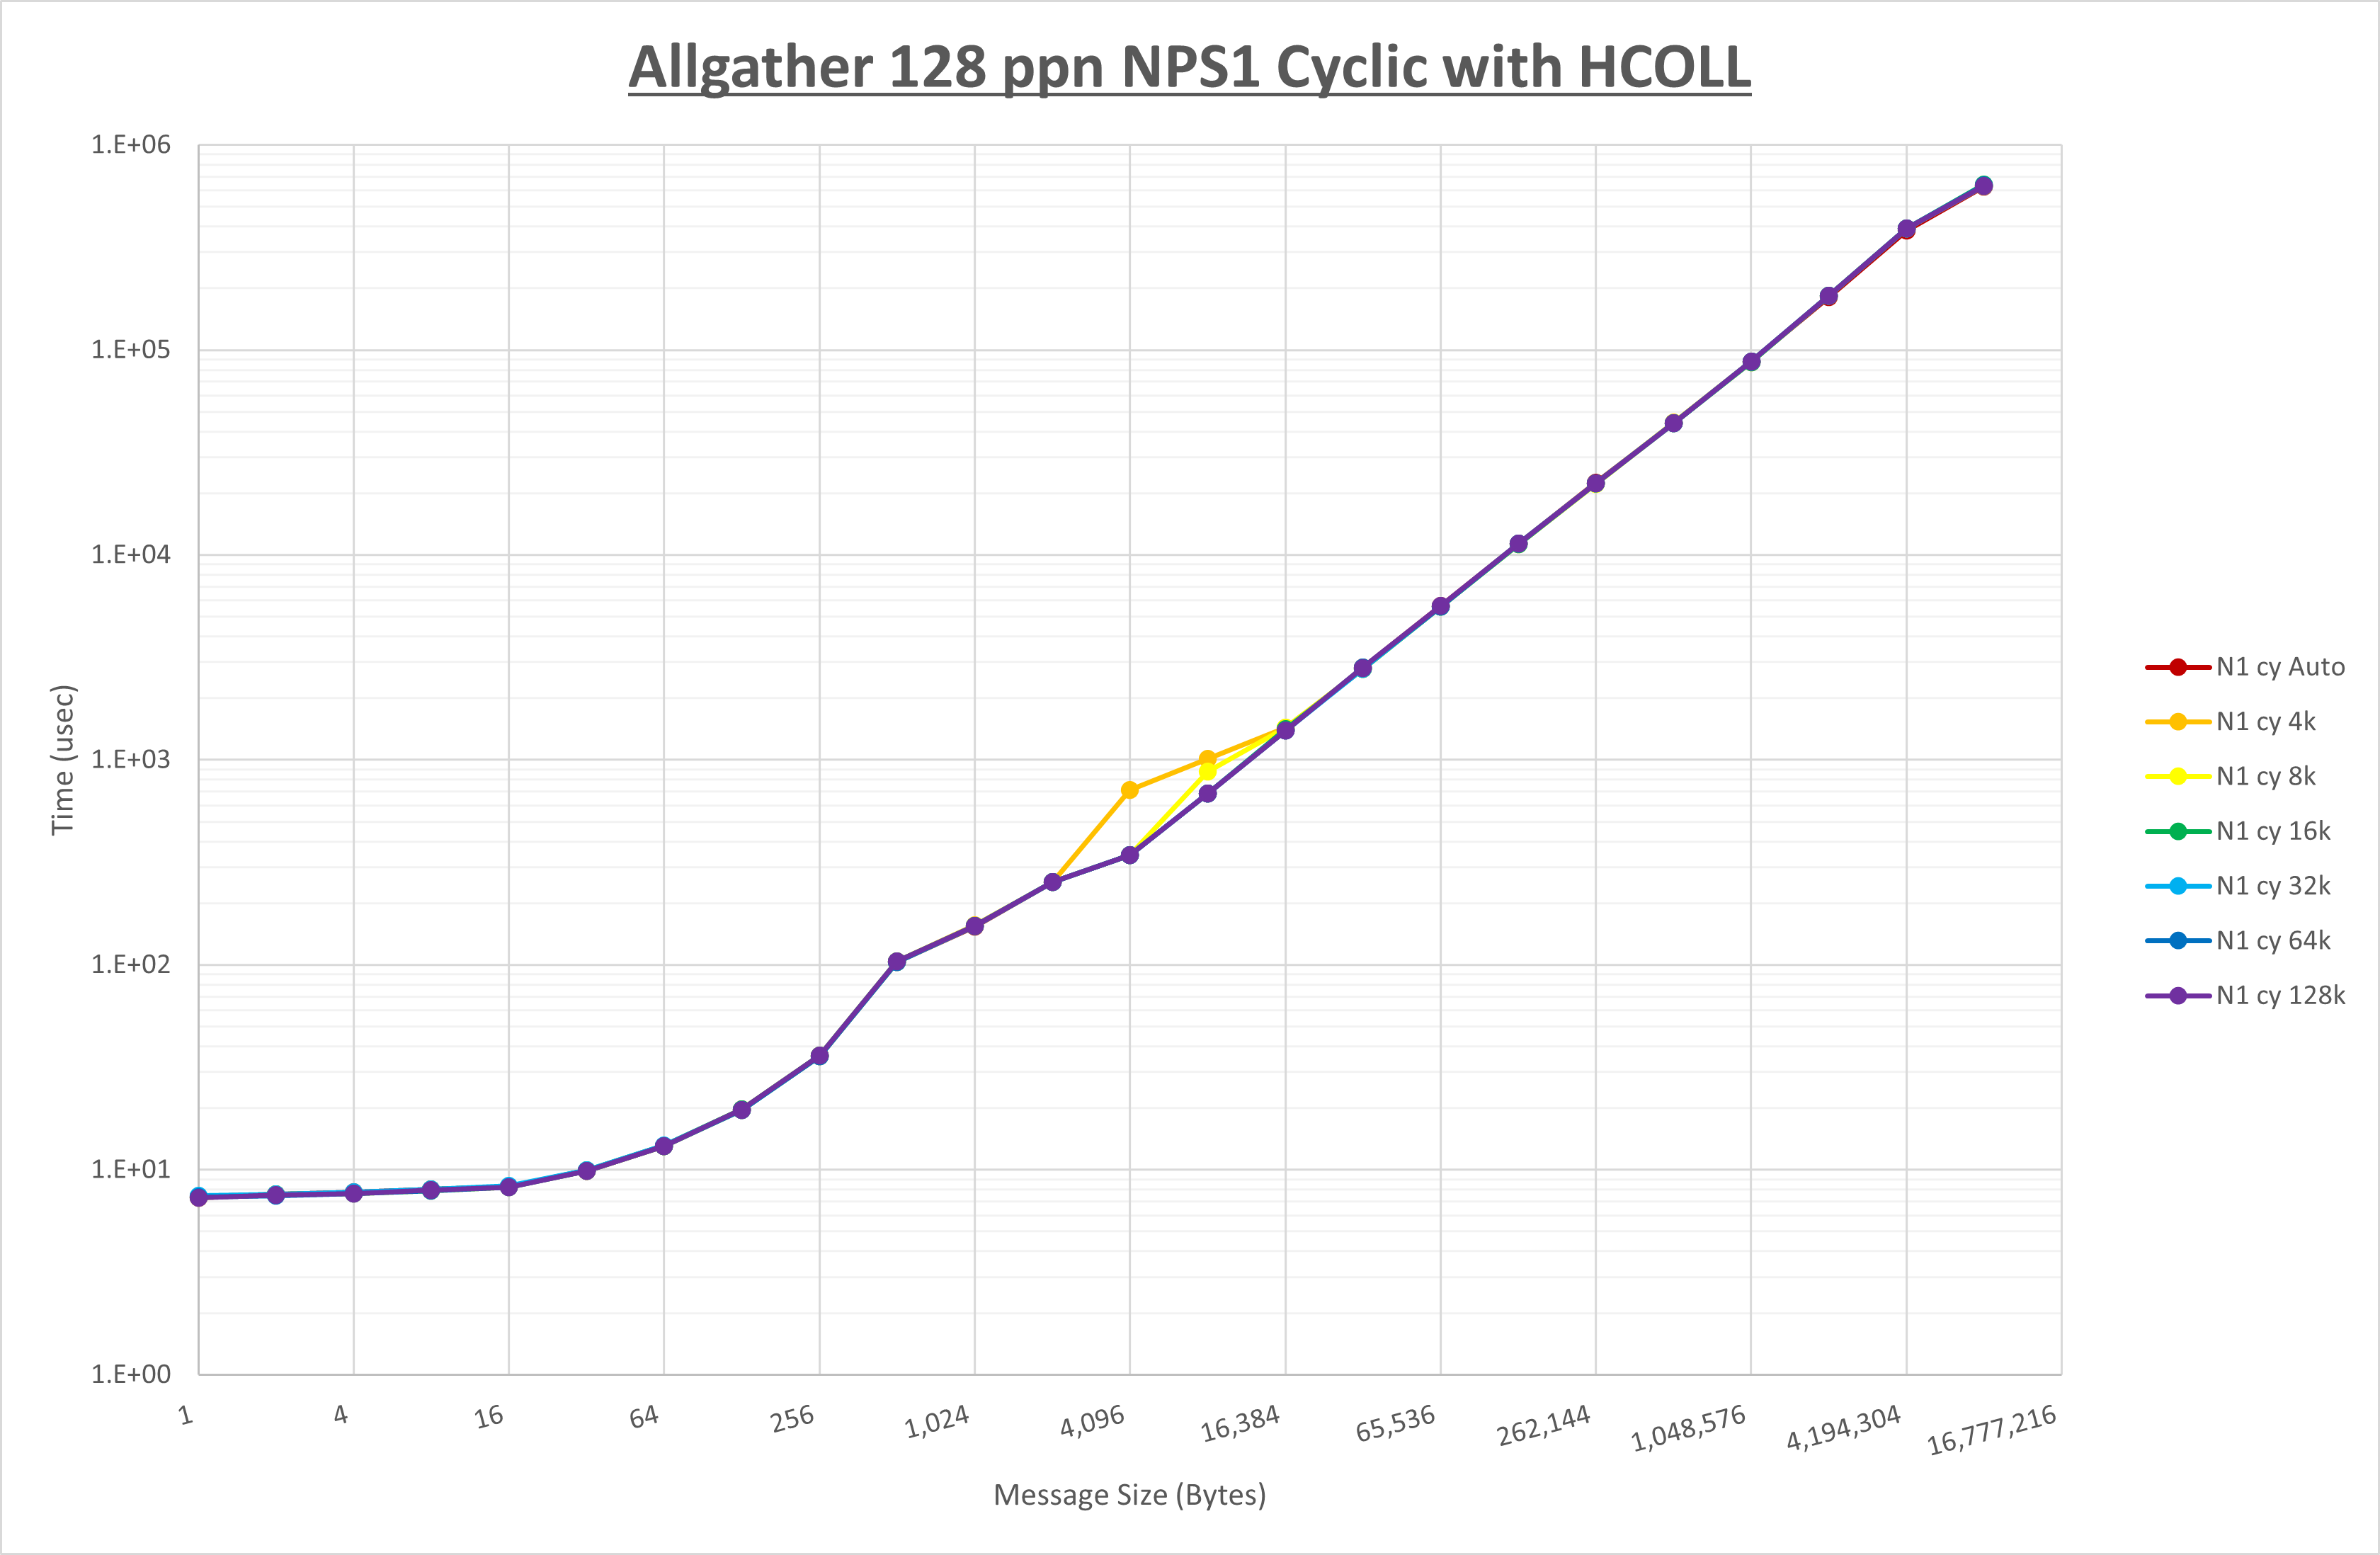 Allgather 128 ppn NPS1 Cyclic with HCOLL
1.E+06
1.E+05
1.E+04
1.E+03
1.E+02
1.E+01
1.E+00
Time (usec)
1
4
16
64
256
1,024
4,096
16,384
65,536
262,144
1,048,576
4,194,304
16,777,216
Message Size (Bytes)
N1 cy Auto
N1 cy 4k
N1 cy 8k
N1 cy 16k
N1 cy 32k
N1 cy 64k
N1 cy 128k